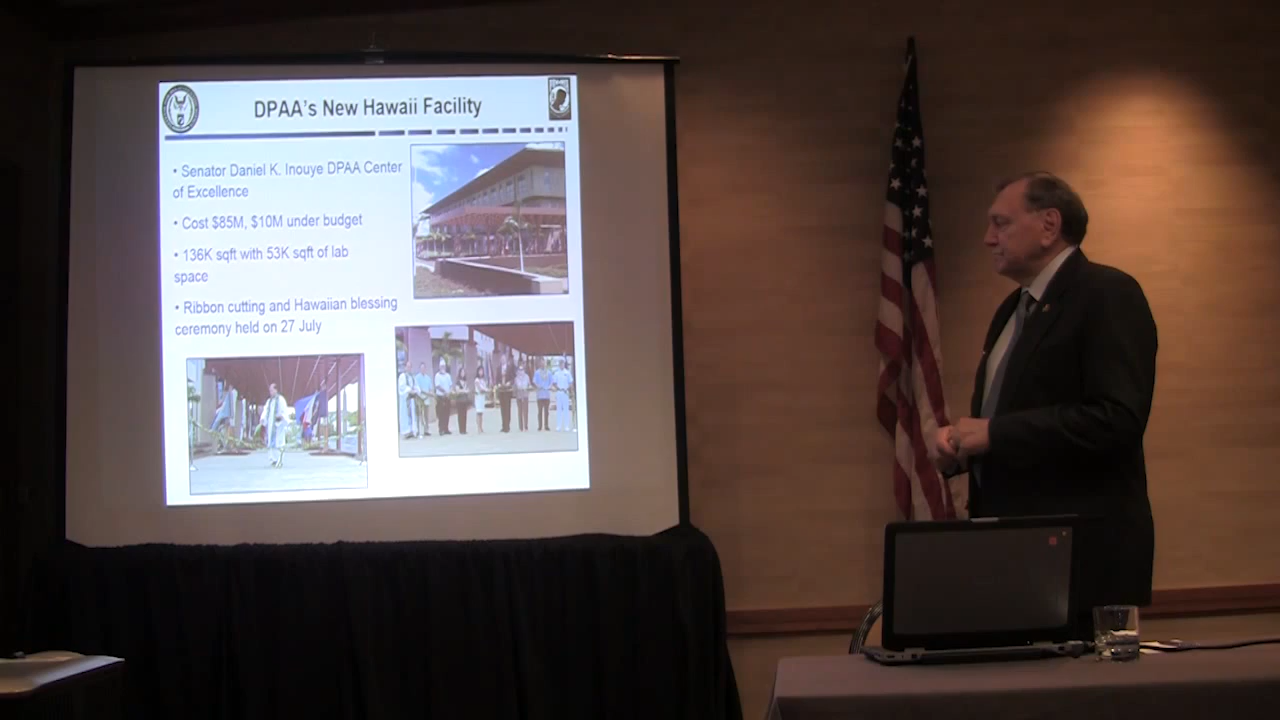 DPAA's New Hawaii Facility
• Senator Daniel K. Inouye DPAA Center
of Excellence
• Cost $85M, $10M under budget
• 136K sqft with 53K sqft of lab
space
• Ribbon cutting and Hawaiian blessing
ceremony held on 27 July